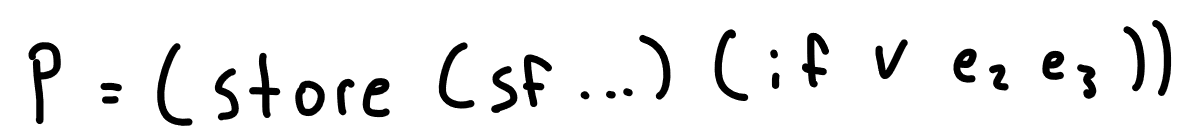 P = (store (sf ...) (if v e₂ e₃))